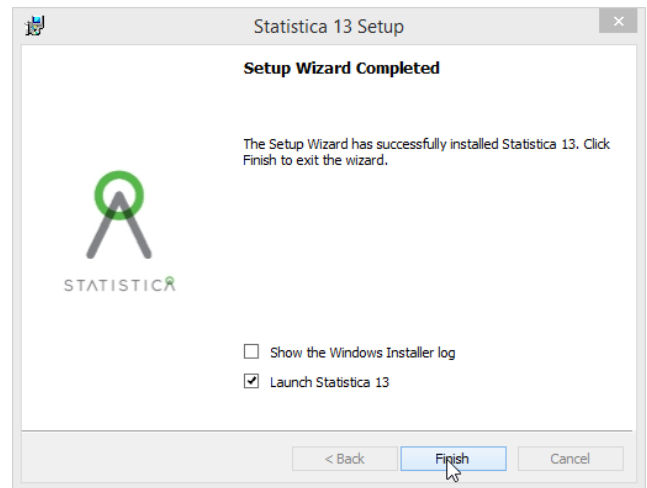 Statistica 13 Setup
Setup Wizard Completed
The Setup Wizard has successfully installed Statistica 13. Click
Finish to exit the wizard.
STATISTICA
Show the Windows Installer log
Launch Statistica 13
< Back Finish Cancel